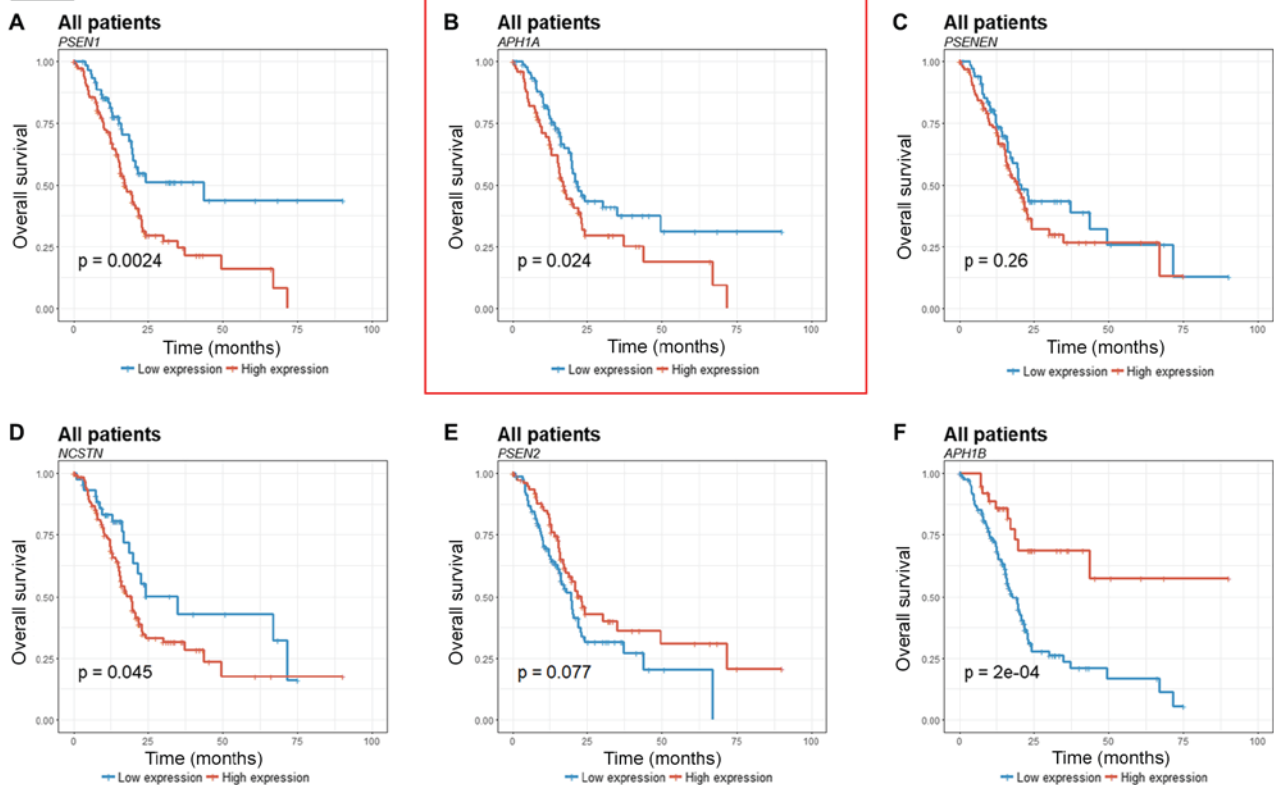 A All patients
PSEN1
1.00
0.75
0.50
0.25
0.00
Overall survival
p = 0.0024
0 25 50 75 100
Time (months)
Low expression High expression
B All patients
APH1A
1.00
0.75
0.50
0.25
0.00
Overall survival
p = 0.024
0 25 50 75 100
Time (months)
Low expression High expression
C All patients
PSENEN
1.00
0.75
0.50
0.25
0.00
Overall survival
p = 0.26
0 25 50 75 100
Time (months)
Low expression High expression
D All patients
NCSTN
1.00
0.75
0.50
0.25
0.00
Overall survival
p = 0.045
0 25 50 75 100
Time (months)
Low expression High expression
E All patients
PSEN2
1.00
0.75
0.50
0.25
0.00
Overall survival
p = 0.077
0 25 50 75 100
Time (months)
Low expression High expression
F All patients
APH1B
1.00
0.75
0.50
0.25
0.00
Overall survival
p = 2e-04
0 25 50 75 100
Time (months)
Low expression High expression